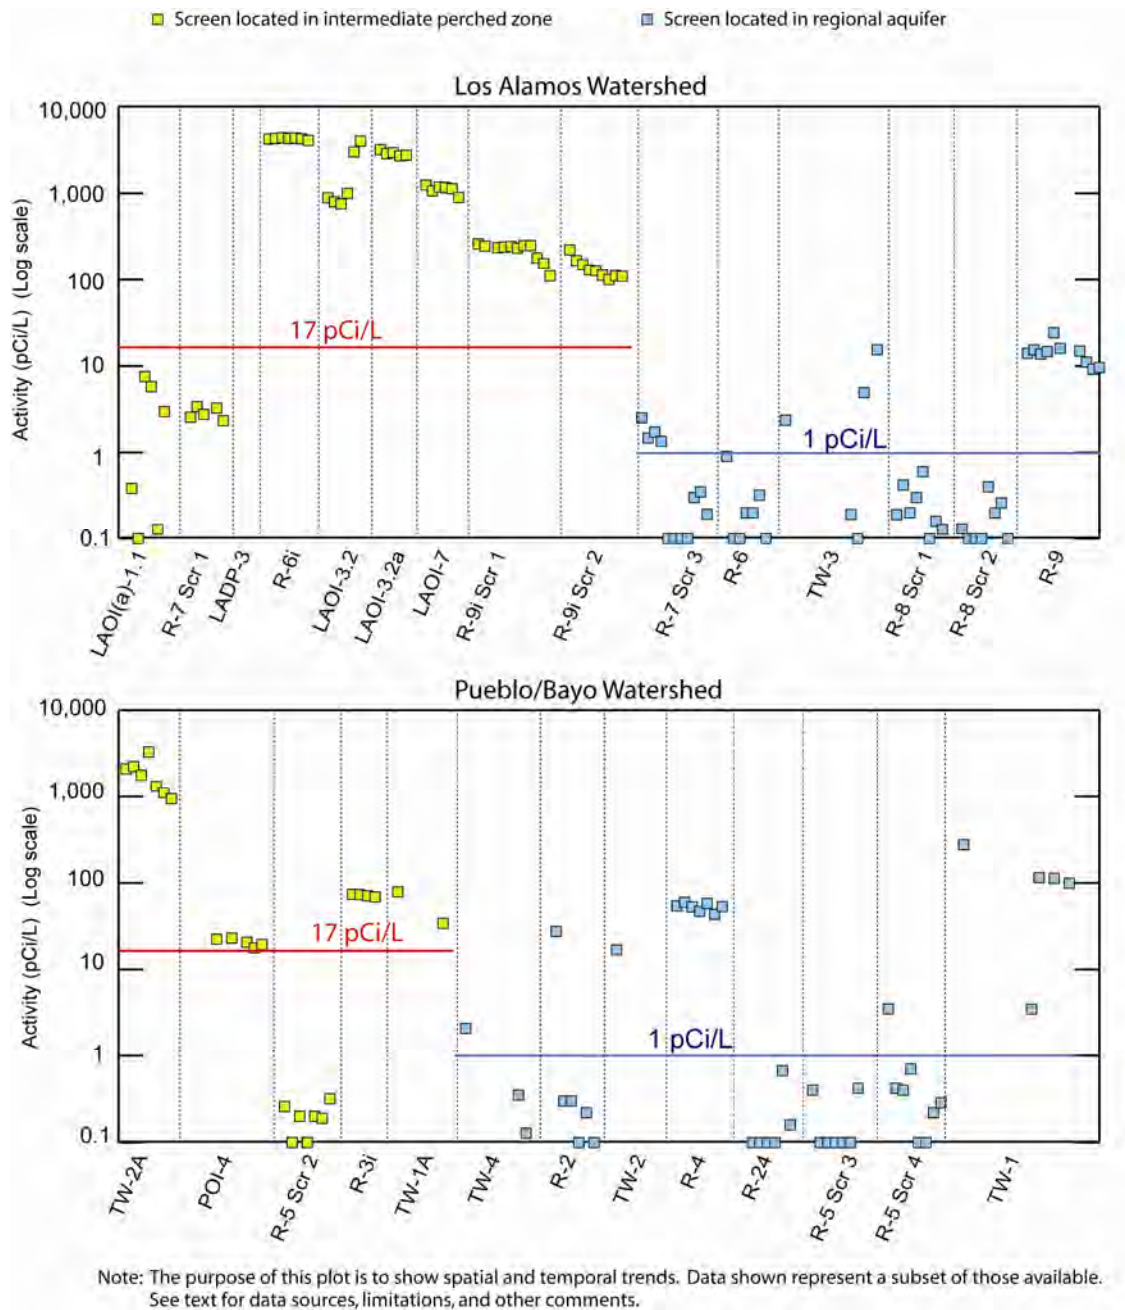 Screen located in intermediate perched zone
Screen located in regional aquifer
Los Alamos Watershed
Activity (pCi/L) (Log scale)
10,000
1,000
100
10
1
0.1
17 pCi/L
1 pCi/L
LAOI(a)-1.1
R-7 Scr 1
LADP-3
R-6i
LAOI-3.2
LAOI-3.2a
LAOI-7
R-9i Scr 1
R-9i Scr 2
R-7 Scr 3
R-6
TW-3
R-8 Scr 1
R-8 Scr 2
R-9
Pueblo/Bayo Watershed
Activity (pCi/L) (Log scale)
10,000
1,000
100
10
1
0.1
17 pCi/L
1 pCi/L
TW-2A
POI-4
R-5 Scr 2
R-3i
TW-1A
TW-4
R-2
TW-2
R-4
R-24
R-5 Scr 3
R-5 Scr 4
TW-1
Note: The purpose of this plot is to show spatial and temporal trends. Data shown represent a subset of those available.
See text for data sources, limitations, and other comments.